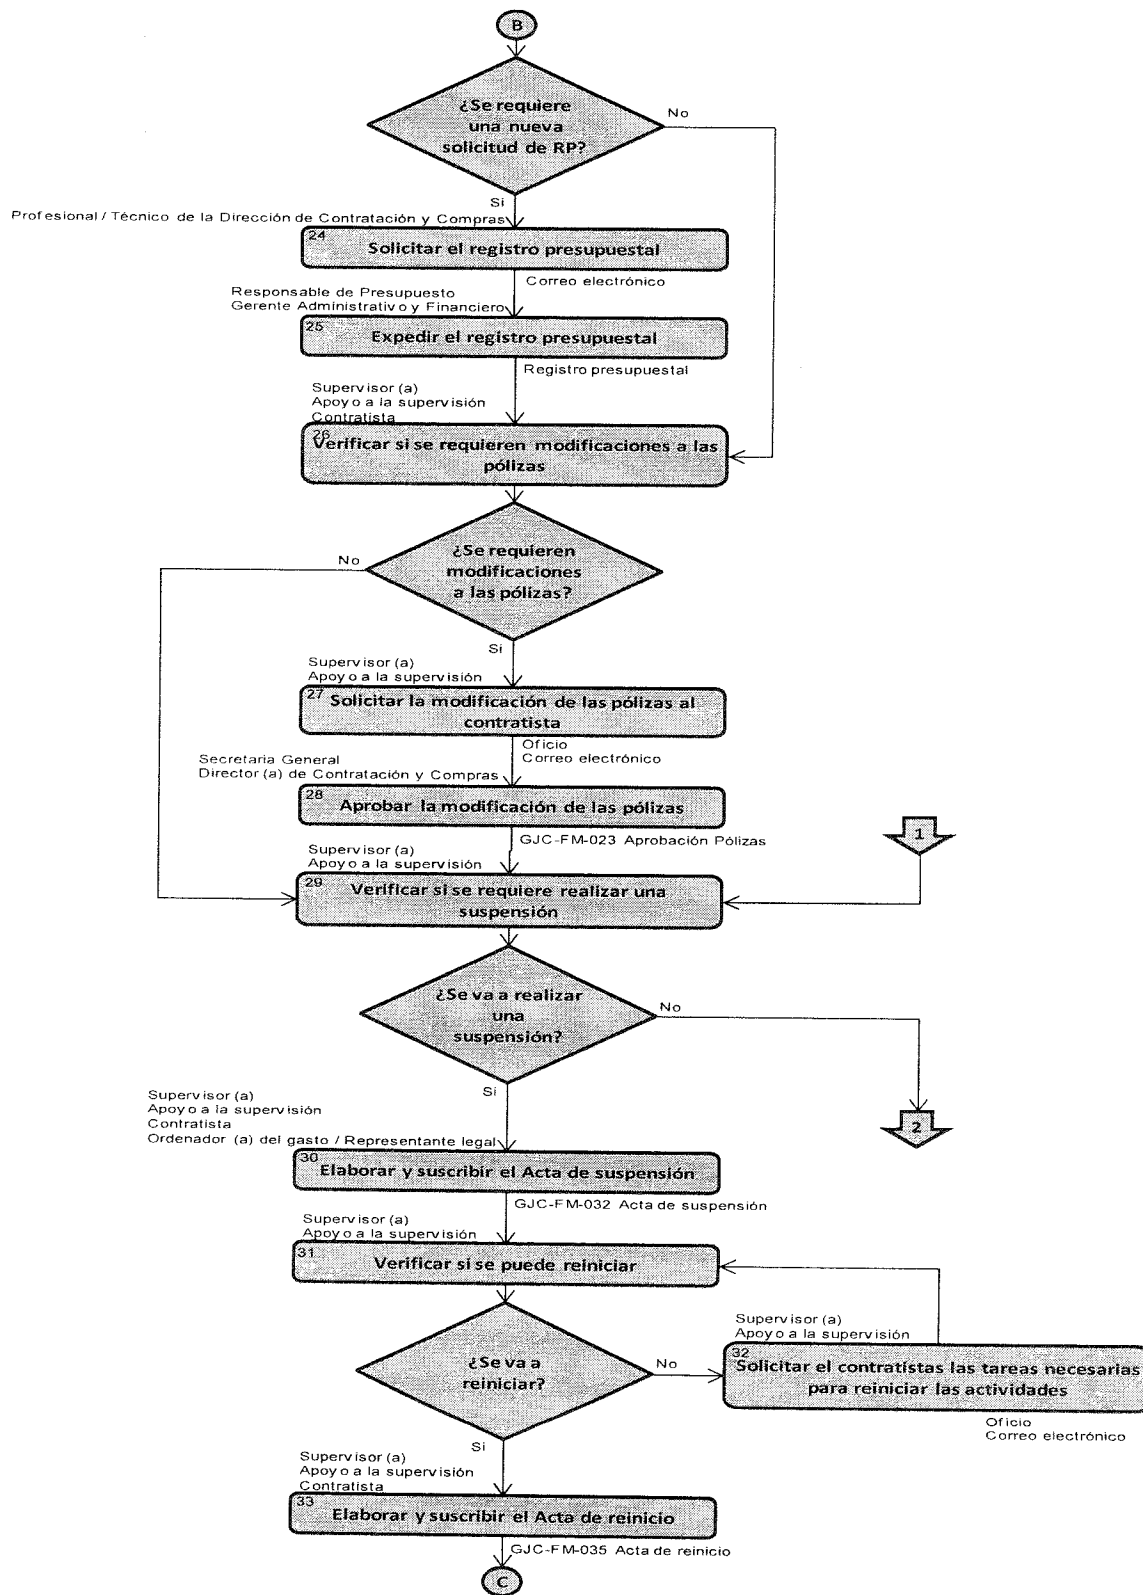 B
¿Se requiere
una nueva
solicitud de RP?
No
Si
Profesional / Técnico de la Dirección de Contratación y Compras
24
Solicitar el registro presupuestal
Correo electrónico
Responsable de Presupuesto
Gerente Administrativo y Financiero
25
Expedir el registro presupuestal
Registro presupuestal
Supervisor (a)
Apoyo a la supervisión
Contratista
26
Verificar si se requieren modificaciones a las
pólizas
¿Se requieren
modificaciones
a las pólizas?
No
Si
Supervisor (a)
Apoyo a la supervisión
27
Solicitar la modificación de las pólizas al
contratista
Oficio
Correo electrónico
Secretaria General
Director (a) de Contratación y Compras
28
Aprobar la modificación de las pólizas
GJC-FM-023 Aprobación Pólizas
1
Supervisor (a)
Apoyo a la supervisión
29
Verificar si se requiere realizar una
suspensión
¿Se va a realizar
una
suspensión?
No
Si
2
Supervisor (a)
Apoyo a la supervisión
Contratista
Ordenador (a) del gasto / Representante legal
30
Elaborar y suscribir el Acta de suspensión
GJC-FM-032 Acta de suspensión
Supervisor (a)
Apoyo a la supervisión
31
Verificar si se puede reiniciar
¿Se va a
reiniciar?
No
Supervisor (a)
Apoyo a la supervisión
32
Solicitar el contratistas las tareas necesarias
para reiniciar las actividades
Oficio
Correo electrónico
Si
Supervisor (a)
Apoyo a la supervisión
Contratista
33
Elaborar y suscribir el Acta de reinicio
GJC-FM-035 Acta de reinicio
C